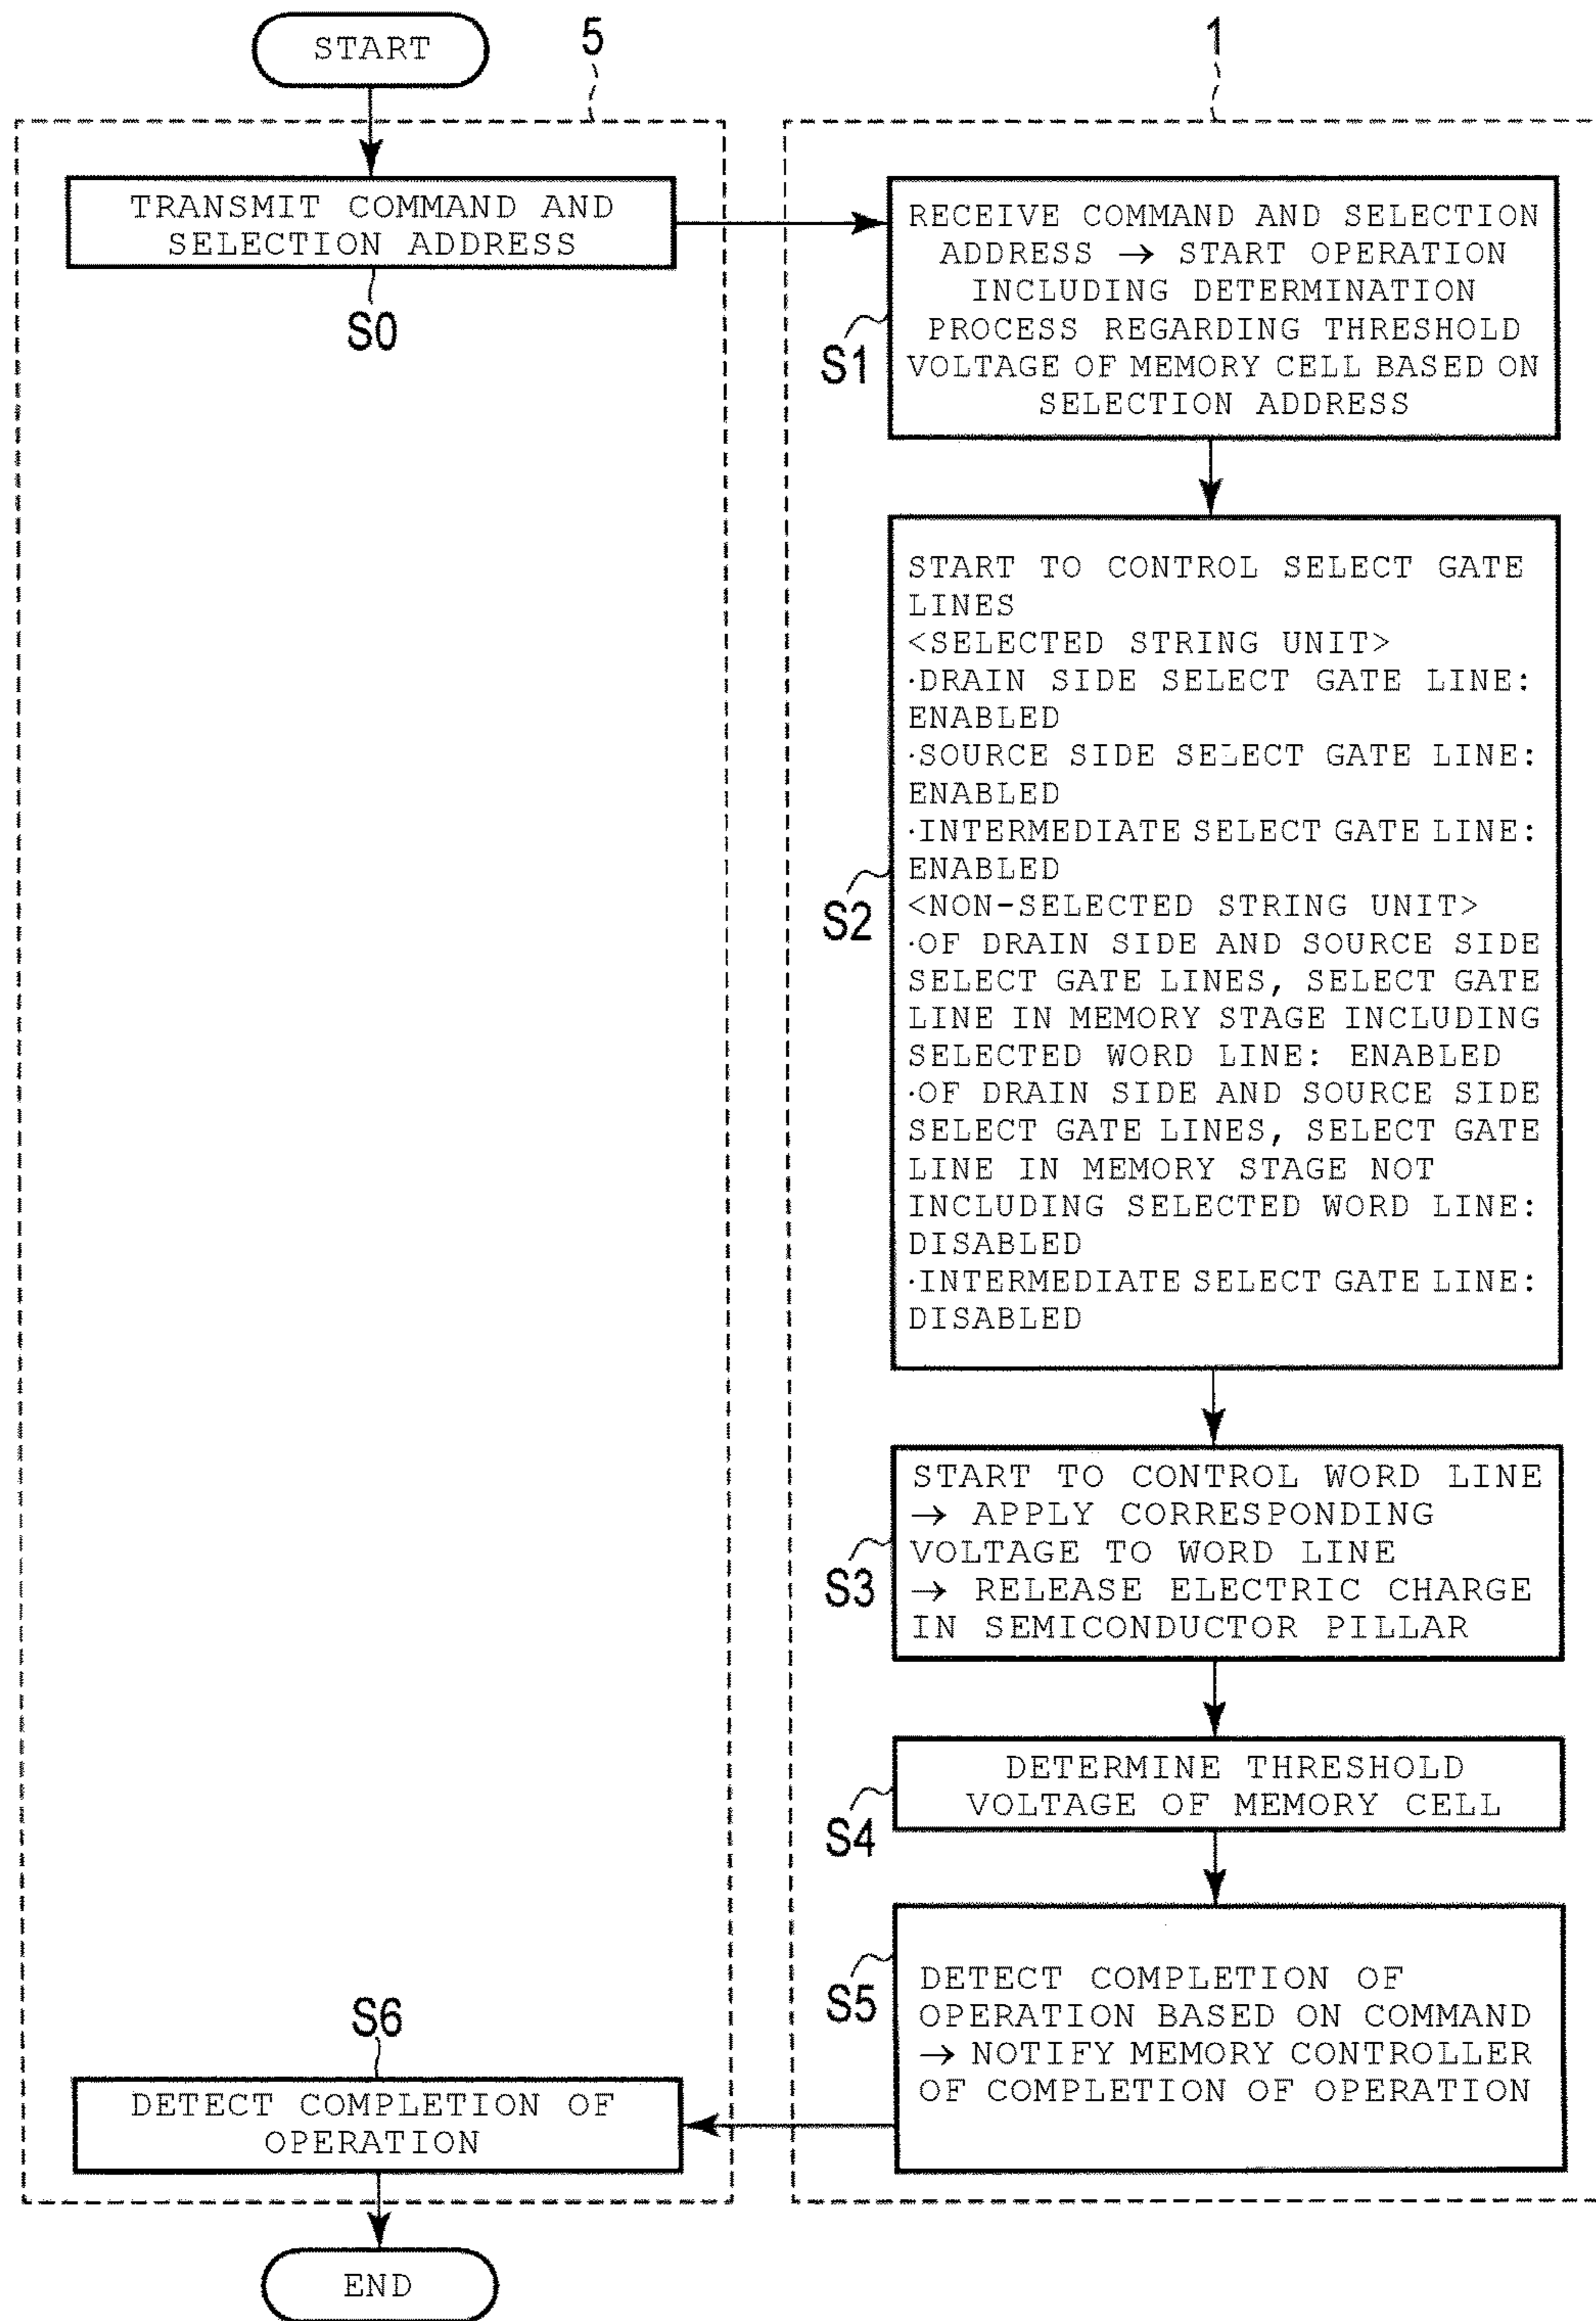 START
5
1
TRANSMIT COMMAND AND
SELECTION ADDRESS
S0
RECEIVE COMMAND AND SELECTION
ADDRESS → START OPERATION
INCLUDING DETERMINATION
PROCESS REGARDING THRESHOLD
VOLTAGE OF MEMORY CELL BASED ON
SELECTION ADDRESS
S1
START TO CONTROL SELECT GATE
LINES
<SELECTED STRING UNIT>
·DRAIN SIDE SELECT GATE LINE:
ENABLED
·SOURCE SIDE SELECT GATE LINE:
ENABLED
·INTERMEDIATE SELECT GATE LINE:
ENABLED
<NON-SELECTED STRING UNIT>
·OF DRAIN SIDE AND SOURCE SIDE
SELECT GATE LINES, SELECT GATE
LINE IN MEMORY STAGE INCLUDING
SELECTED WORD LINE: ENABLED
·OF DRAIN SIDE AND SOURCE SIDE
SELECT GATE LINES, SELECT GATE
LINE IN MEMORY STAGE NOT
INCLUDING SELECTED WORD LINE:
DISABLED
·INTERMEDIATE SELECT GATE LINE:
DISABLED
S2
START TO CONTROL WORD LINE
→ APPLY CORRESPONDING
VOLTAGE TO WORD LINE
→ RELEASE ELECTRIC CHARGE
IN SEMICONDUCTOR PILLAR
S3
DETERMINE THRESHOLD
VOLTAGE OF MEMORY CELL
S4
DETECT COMPLETION OF
OPERATION BASED ON COMMAND
→ NOTIFY MEMORY CONTROLLER
OF COMPLETION OF OPERATION
S5
S6
DETECT COMPLETION OF
OPERATION
END